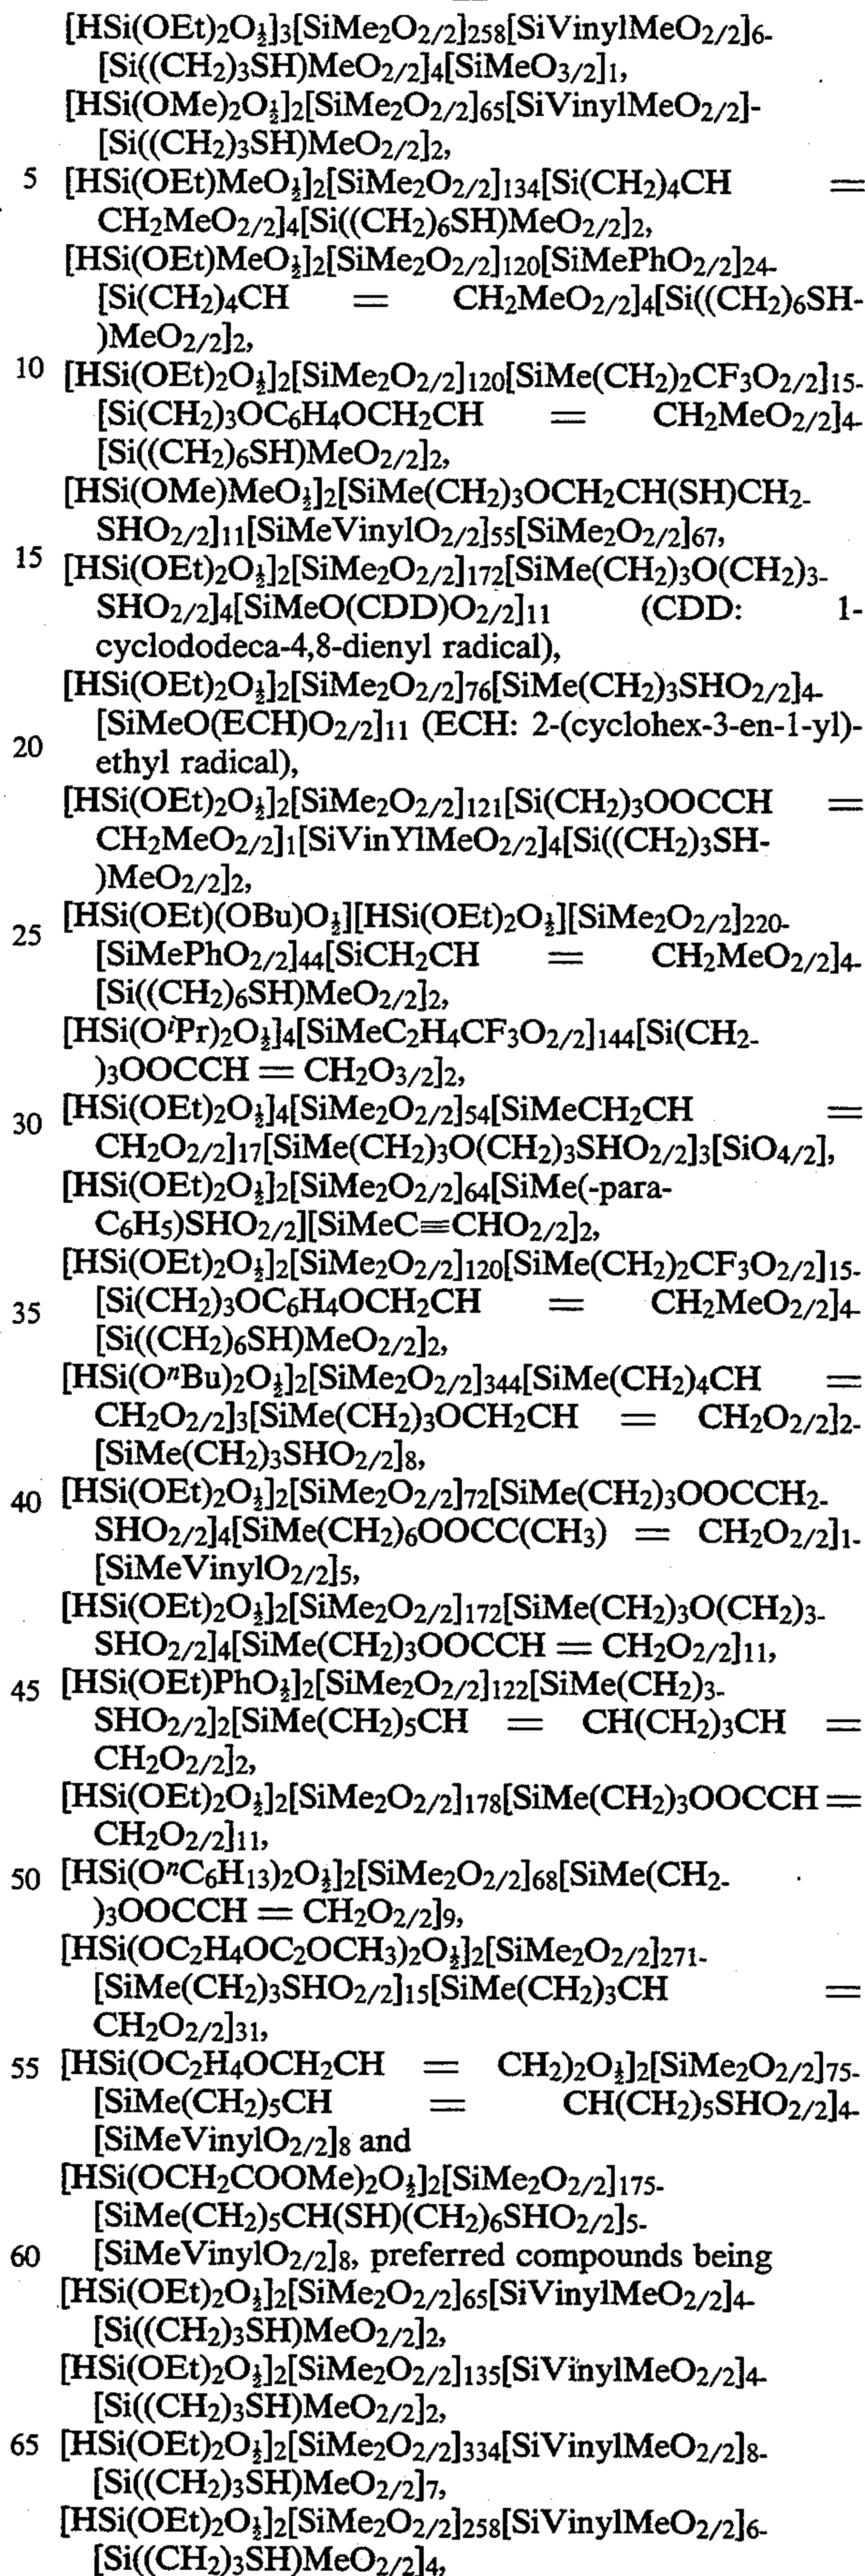 [HSi(OEt)2O½]3[SiMe2O2/2]258[SiVinylMeO2/2]6-
[Si((CH2)3SH)MeO2/2]4[SiMeO3/2]1,
[HSi(OMe)2O½]2[SiMe2O2/2]65[SiVinylMeO2/2]-
[Si((CH2)3SH)MeO2/2]2,
5 [HSi(OEt)MeO½]2[SiMe2O2/2]134[Si(CH2)4CH =
CH2MeO2/2]4[Si((CH2)6SH)MeO2/2]2,
[HSi(OEt)MeO½]2[SiMe2O2/2]120[SiMePhO2/2]24-
[Si(CH2)4CH = CH2MeO2/2]4[Si((CH2)6SH-
)MeO2/2]2,
10 [HSi(OEt)2O½]2[SiMe2O2/2]120[SiMe(CH2)2CF3O2/2]15-
[Si(CH2)3OC6H4OCH2CH = CH2MeO2/2]4-
[Si((CH2)6SH)MeO2/2]2,
[HSi(OMe)MeO½]2[SiMe(CH2)3OCH2CH(SH)CH2-
SHO2/2]11[SiMeVinylO2/2]55[SiMe2O2/2]67,
15 [HSi(OEt)2O½]2[SiMe2O2/2]172[SiMe(CH2)3O(CH2)3-
SHO2/2]4[SiMeO(CDD)O2/2]11 (CDD: 1-
cyclododeca-4,8-dienyl radical),
[HSi(OEt)2O½]2[SiMe2O2/2]76[SiMe(CH2)3SHO2/2]4-
[SiMeO(ECH)O2/2]11 (ECH: 2-(cyclohex-3-en-1-yl)-
20 ethyl radical),
[HSi(OEt)2O½]2[SiMe2O2/2]121[Si(CH2)3OOCCH =
CH2MeO2/2]1[SiVinYlMeO2/2]4[Si((CH2)3SH-
)MeO2/2]2,
25 [HSi(OEt)(OBu)O½][HSi(OEt)2O½][SiMe2O2/2]220-
[SiMePhO2/2]44[SiCH2CH = CH2MeO2/2]4-
[Si((CH2)6SH)MeO2/2]2,
[HSi(OiPr)2O½]4[SiMeC2H4CF3O2/2]144[Si(CH2-
)3OOCCH = CH2O3/2]2,
30 [HSi(OEt)2O½]4[SiMe2O2/2]54[SiMeCH2CH =
CH2O2/2]17[SiMe(CH2)3O(CH2)3SHO2/2]3[SiO4/2],
[HSi(OEt)2O½]2[SiMe2O2/2]64[SiMe(-para-
C6H5)SHO2/2][SiMeC≡CHO2/2]2,
[HSi(OEt)2O½]2[SiMe2O2/2]120[SiMe(CH2)2CF3O2/2]15-
35 [Si(CH2)3OC6H4OCH2CH = CH2MeO2/2]4-
[Si((CH2)6SH)MeO2/2]2,
[HSi(OnBu)2O½]2[SiMe2O2/2]344[SiMe(CH2)4CH =
CH2O2/2]3[SiMe(CH2)3OCH2CH = CH2O2/2]2-
[SiMe(CH2)3SHO2/2]8,
40 [HSi(OEt)2O½]2[SiMe2O2/2]72[SiMe(CH2)3OOCCH2-
SHO2/2]4[SiMe(CH2)6OOCC(CH3) = CH2O2/2]1-
[SiMeVinylO2/2]5,
[HSi(OEt)2O½]2[SiMe2O2/2]172[SiMe(CH2)3O(CH2)3-
SHO2/2]4[SiMe(CH2)3OOCCH = CH2O2/2]11,
45 [HSi(OEt)PhO½]2[SiMe2O2/2]122[SiMe(CH2)3-
SHO2/2]2[SiMe(CH2)5CH = CH(CH2)3CH =
CH2O2/2]2,
[HSi(OEt)2O½]2[SiMe2O2/2]178[SiMe(CH2)3OOCCH =
CH2O2/2]11,
50 [HSi(OnC6H13)2O½]2[SiMe2O2/2]68[SiMe(CH2-
)3OOCCH = CH2O2/2]9,
[HSi(OC2H4OC2OCH3)2O½]2[SiMe2O2/2]271-
[SiMe(CH2)3SHO2/2]15[SiMe(CH2)3CH =
CH2O2/2]31,
55 [HSi(OC2H4OCH2CH = CH2)2O½]2[SiMe2O2/2]75-
[SiMe(CH2)5CH = CH(CH2)5SHO2/2]4-
[SiMeVinylO2/2]8 and
[HSi(OCH2COOMe)2O½]2[SiMe2O2/2]175-
[SiMe(CH2)5CH(SH)(CH2)6SHO2/2]5-
60 [SiMeVinylO2/2]8, preferred compounds being
[HSi(OEt)2O½]2[SiMe2O2/2]65[SiVinylMeO2/2]4-
[Si((CH2)3SH)MeO2/2]2,
[HSi(OEt)2O½]2[SiMe2O2/2]135[SiVinylMeO2/2]4-
[Si((CH2)3SH)MeO2/2]2,
65 [HSi(OEt)2O½]2[SiMe2O2/2]334[SiVinylMeO2/2]8-
[Si((CH2)3SH)MeO2/2]7,
[HSi(OEt)2O½]2[SiMe2O2/2]258[SiVinylMeO2/2]6-
[Si((CH2)3SH)MeO2/2]4,